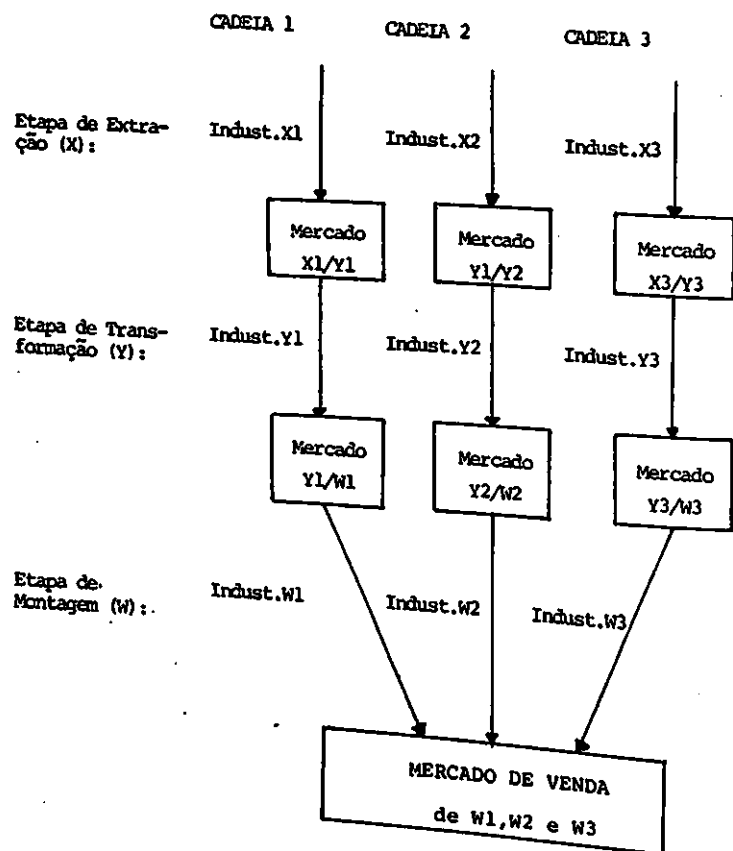 CADEIA 1 CADEIA 2 CADEIA 3
Etapa de Extra-
ção (X):
Indust.X1 Indust.X2 Indust.X3
Mercado
X1/Y1
Mercado
Y1/Y2
Mercado
X3/Y3
Etapa de Trans-
formação (Y):
Indust.Y1 Indust.Y2 Indust.Y3
Mercado
Y1/W1
Mercado
Y2/W2
Mercado
Y3/W3
Etapa de
Montagem (W):
Indust.W1 Indust.W2 Indust.W3
MERCADO DE VENDA
de W1,W2 e W3